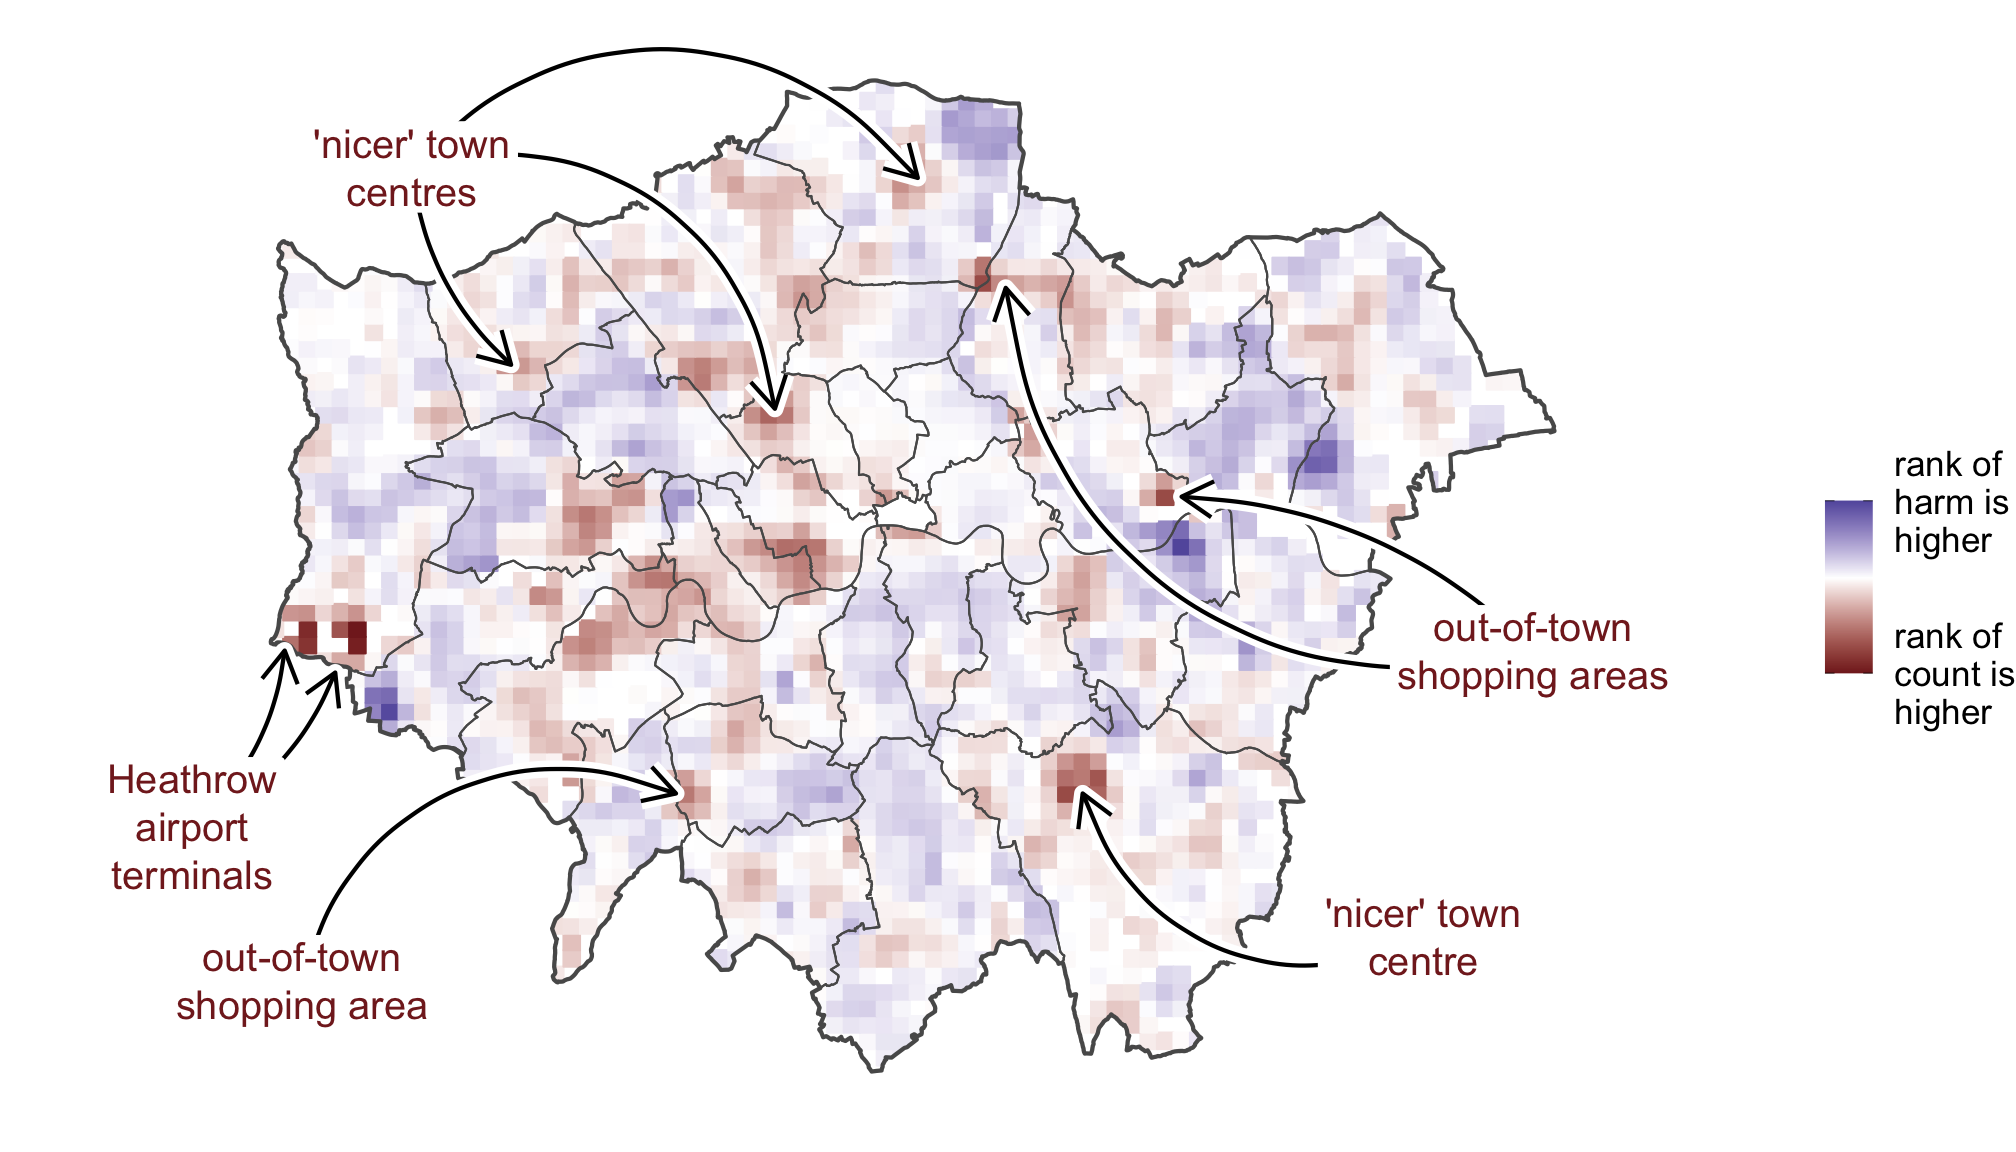 'nicer' town
centres
rank of
harm is
higher
rank of
count is
higher
out-of-town
shopping areas
Heathrow
airport
terminals
out-of-town
shopping area
'nicer' town
centre